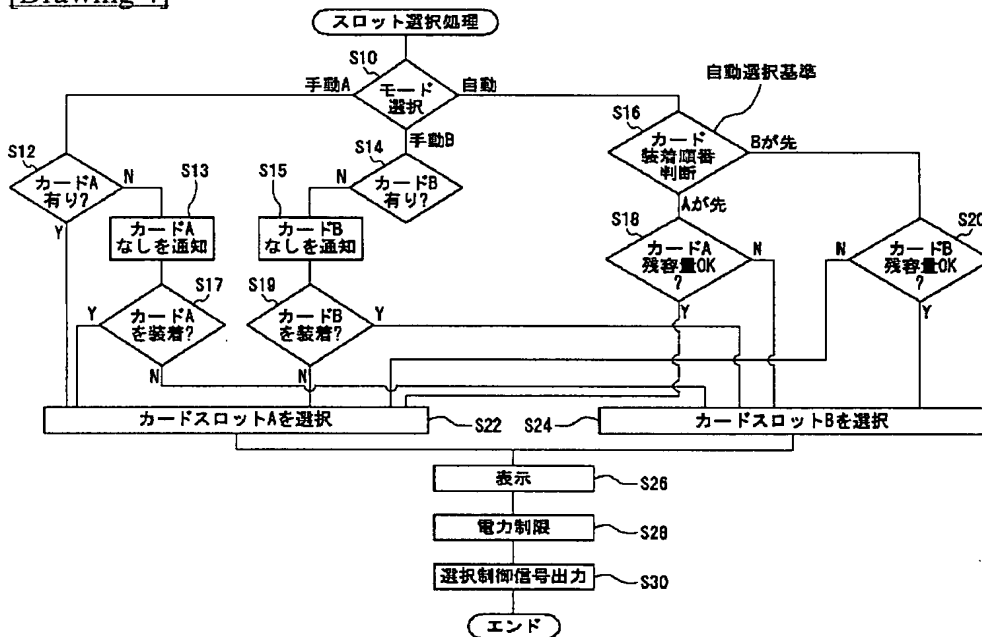 [Drawing 4]
スロット選択処理
S10
モード
選択
手動A
自動
手動B
自動選択基準
S16
カード
装着順番
判断
Bが先
Aが先
S12
カードA
有り?
N
Y
S13
カードA
なしを通知
S14
カードB
有り?
N
S15
カードB
なしを通知
S18
カードA
残容量OK
?
N
Y
S20
カードB
残容量OK
?
N
Y
S17
カードA
を装着?
Y
N
S19
カードB
を装着?
Y
N
カードスロットAを選択
S22
S24
カードスロットBを選択
表示
S26
電力制限
S28
選択制御信号出力
S30
エンド